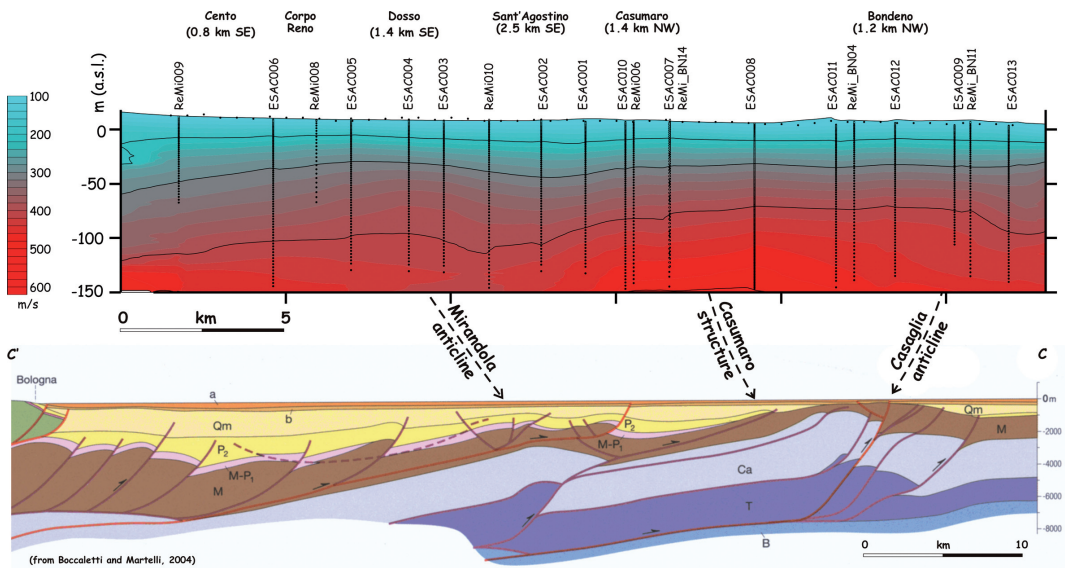 Cento
(0.8 km SE)
Corpo
Reno
Dosso
(1.4 km SE)
Sant'Agostino
(2.5 km SE)
Casumaro
(1.4 km NW)
Bondeno
(1.2 km NW)
m (a.s.l.)
ReMi009
ESAC006
ReMi008
ESAC005
ESAC004
ESAC003
ReMi010
ESAC002
ESAC001
ESAC010
ReMi006
ESAC007
ReMi_BN14
ESAC008
ESAC011
ReMi_BN04
ESAC012
ESAC009
ReMi_BN11
ESAC013
100
200
300
400
500
600
m/s
0
-50
-100
-150
0
km
5
Mirandola
anticline
Casumaro
structure
Casaglia
anticline
C'
C
Bologna
a
b
Qm
P2
M-P1
M
P2
M-P1
Ca
T
B
Qm
M
0 m
-2000
-4000
-6000
-8000
0
km
10
(from Boccaletti and Martelli, 2004)